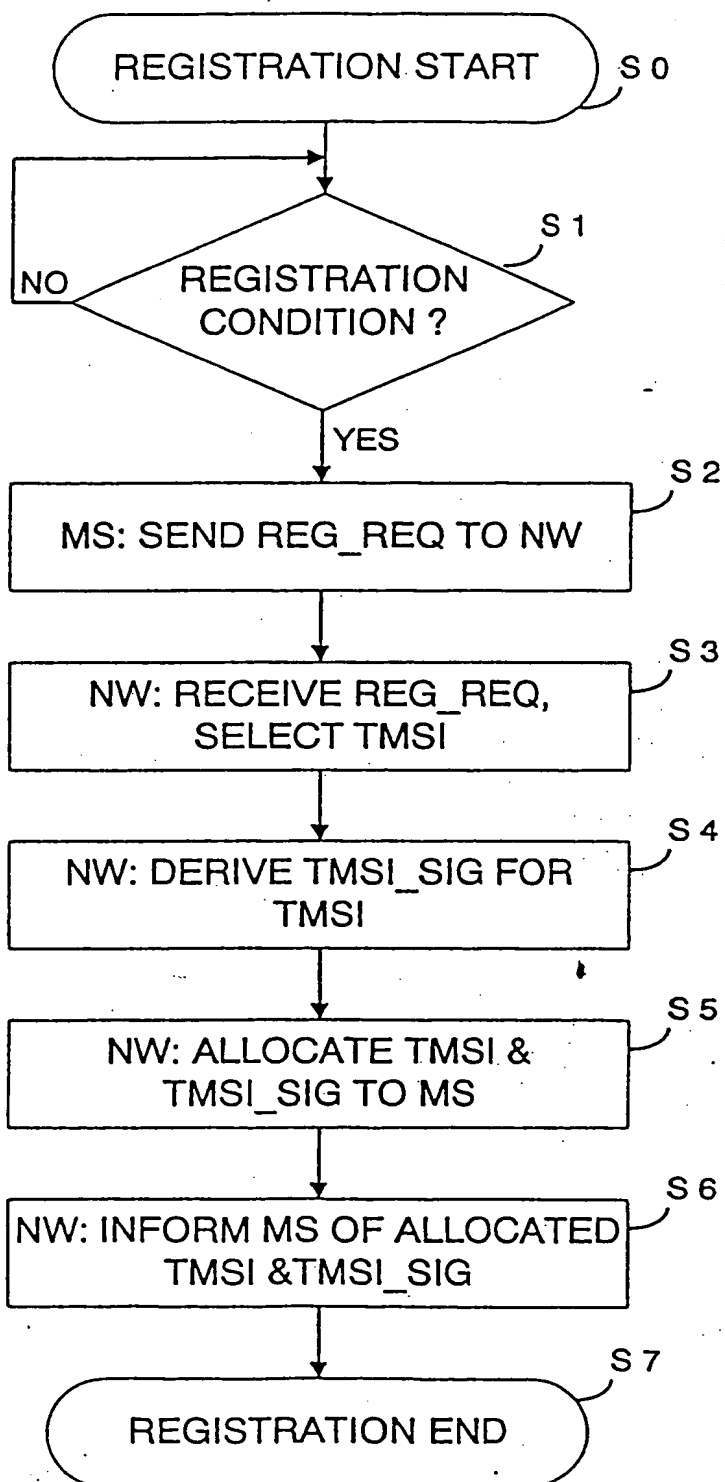 REGISTRATION START
S 0
S 1
REGISTRATION
CONDITION ?
NO
YES
S 2
MS: SEND REG_REQ TO NW
S 3
NW: RECEIVE REG_REQ,
SELECT TMSI
S 4
NW: DERIVE TMSI_SIG FOR
TMSI
S 5
NW: ALLOCATE TMSI &
TMSI_SIG TO MS
S 6
NW: INFORM MS OF ALLOCATED
TMSI &TMSI_SIG
S 7
REGISTRATION END